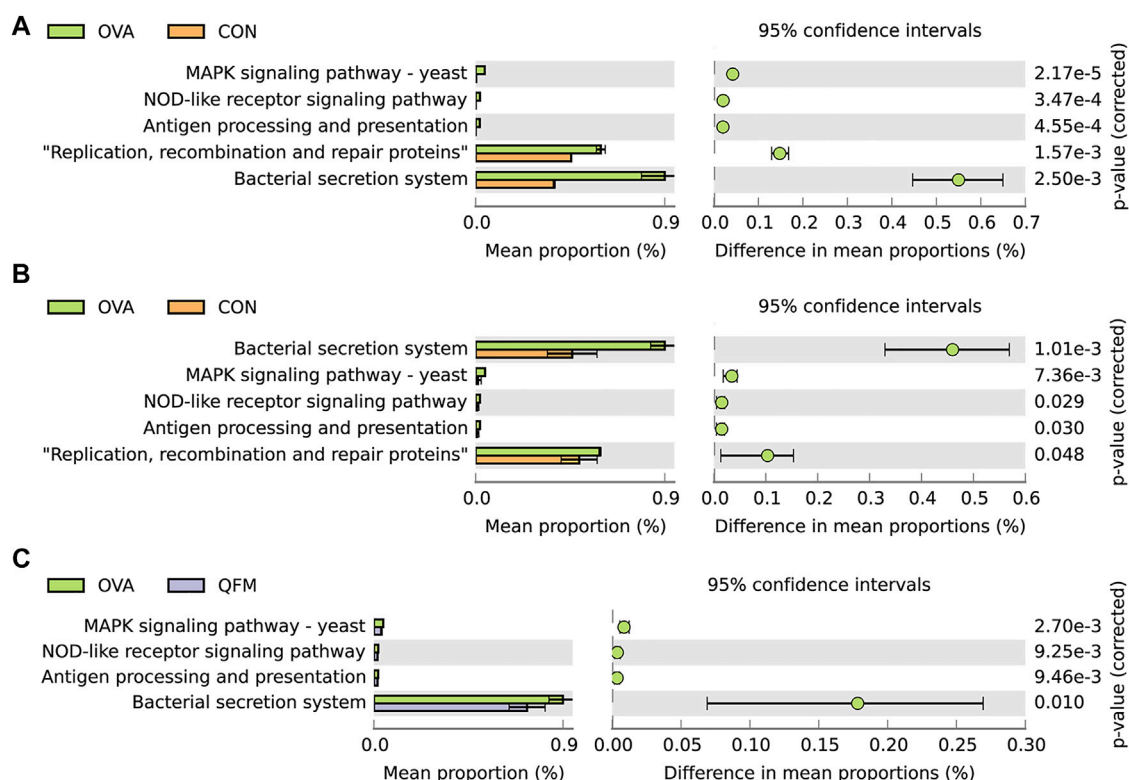 A
OVA CON 95% confidence intervals
MAPK signaling pathway - yeast 2.17e-5
NOD-like receptor signaling pathway 3.47e-4
Antigen processing and presentation 4.55e-4
"Replication, recombination and repair proteins" 1.57e-3
Bacterial secretion system 2.50e-3
p-value (corrected)
0.0 0.9 0.0 0.1 0.2 0.3 0.4 0.5 0.6 0.7
Mean proportion (%) Difference in mean proportions (%)
B
OVA CON 95% confidence intervals
Bacterial secretion system 1.01e-3
MAPK signaling pathway - yeast 7.36e-3
NOD-like receptor signaling pathway 0.029
Antigen processing and presentation 0.030
"Replication, recombination and repair proteins" 0.048
p-value (corrected)
0.0 0.9 0.0 0.1 0.2 0.3 0.4 0.5 0.6
Mean proportion (%) Difference in mean proportions (%)
C
OVA QFM 95% confidence intervals
MAPK signaling pathway - yeast 2.70e-3
NOD-like receptor signaling pathway 9.25e-3
Antigen processing and presentation 9.46e-3
Bacterial secretion system 0.010
p-value (corrected)
0.0 0.9 0.00 0.05 0.10 0.15 0.20 0.25 0.30
Mean proportion (%) Difference in mean proportions (%)